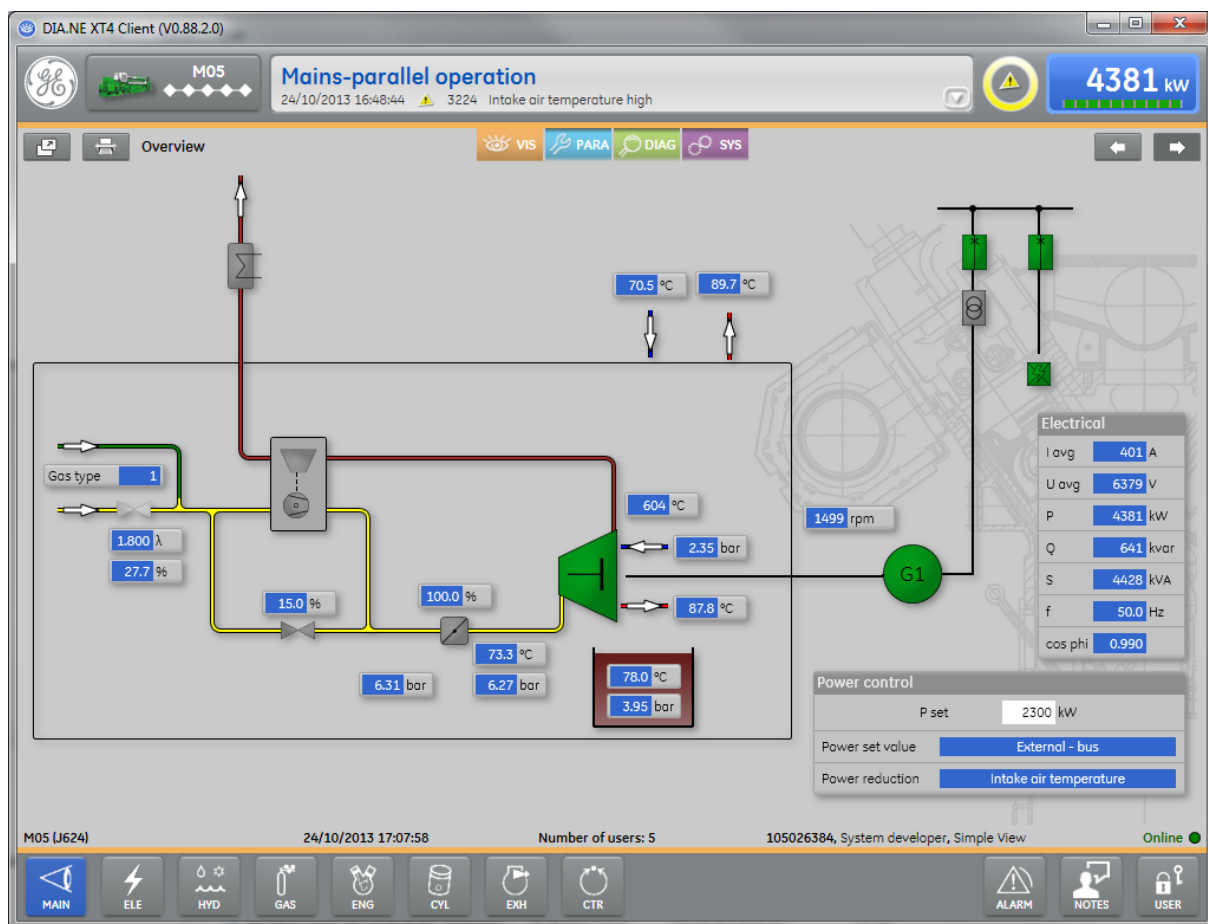 DIA.NE XT4 Client (V0.88.2.0)
M05
Mains-parallel operation
24/10/2013 16:48:44 3224 Intake air temperature high
4381 kW
Overview
VIS PARA DIAG SYS
70.5 °C 89.7 °C
Gas type 1
1.800 λ
27.7 %
15.0 %
100.0 %
604 °C
2.35 bar
87.8 °C
73.3 °C
6.31 bar 6.27 bar
78.0 °C
3.95 bar
1499 rpm
G1
Electrical
I avg 401 A
U avg 6379 V
P 4381 kW
Q 641 kvar
S 4428 kVA
f 50.0 Hz
cos phi 0.990
Power control
P set 2300 kW
Power set value External - bus
Power reduction Intake air temperature
M05 (J624) 24/10/2013 17:07:58 Number of users: 5 105026384, System developer, Simple View Online
MAIN ELE HYD GAS ENG CYL EXH CTR ALARM NOTES USER